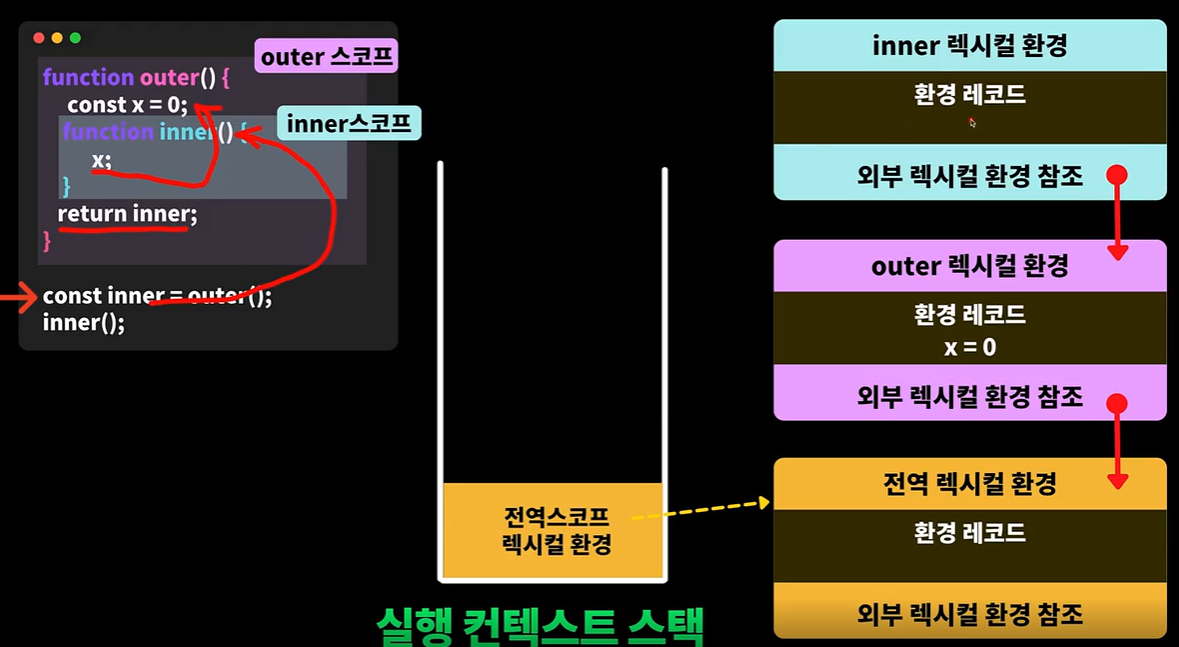 outer 스코프
function outer() {
const x = 0;
inner스코프
function inner() {
x;
}
return inner;
}
const inner = outer();
inner();
전역스코프
렉시컬 환경
실행 컨텍스트 스택
inner 렉시컬 환경
환경 레코드
외부 렉시컬 환경 참조
outer 렉시컬 환경
환경 레코드
x = 0
외부 렉시컬 환경 참조
전역 렉시컬 환경
환경 레코드
외부 렉시컬 환경 참조